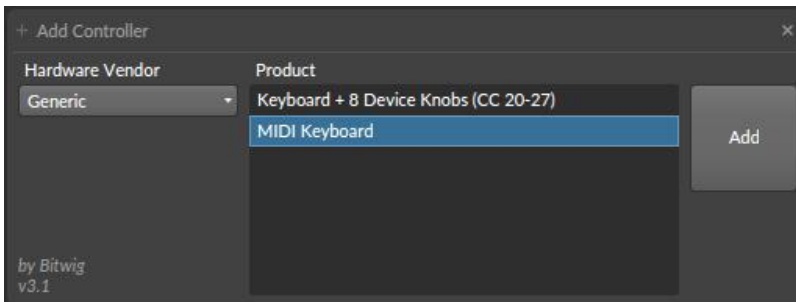 + Add Controller
Hardware Vendor
Product
Generic
Keyboard + 8 Device Knobs (CC 20-27)
MIDI Keyboard
Add
by Bitwig
v3.1